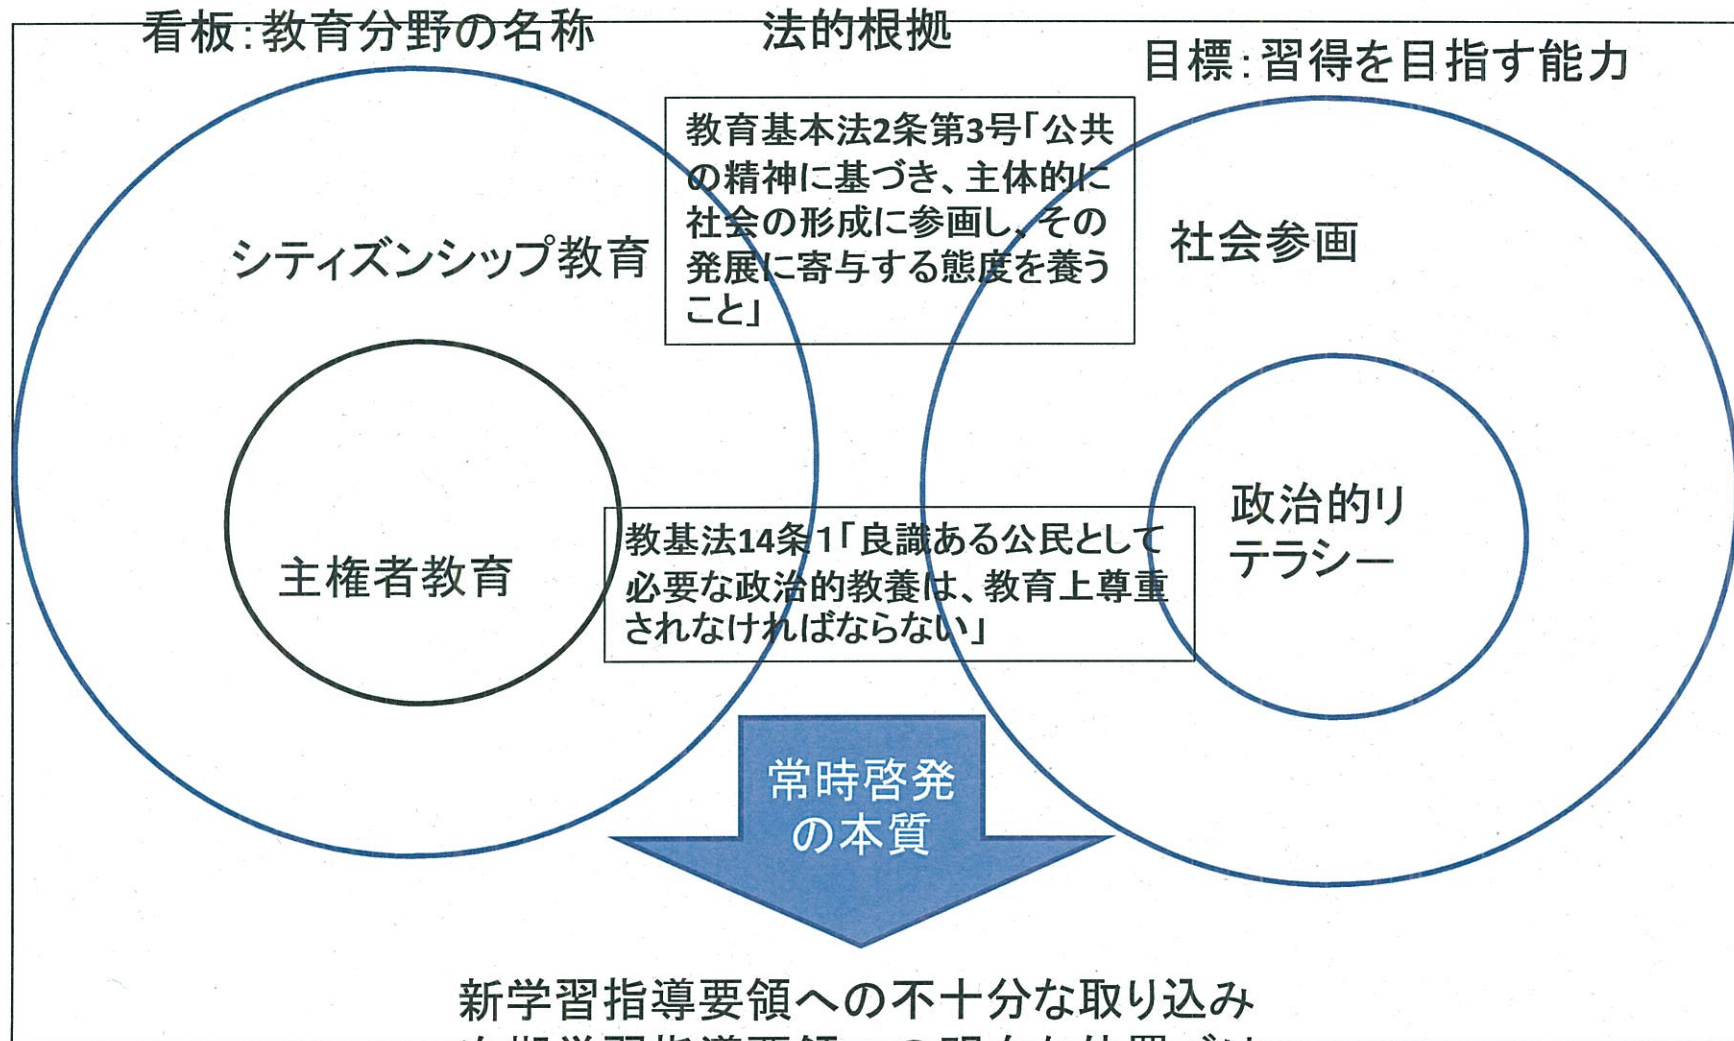 看板:教育分野の名称
法的根拠
目標:習得を目指す能力
教育基本法2条第3号「公共
の精神に基づき、主体的に
社会の形成に参画し、その
発展に寄与する態度を養う
こと」
シティズンシップ教育
社会参画
主権者教育
教基法14条1「良識ある公民として
必要な政治的教養は、教育上尊重
されなければならない」
政治的リ
テラシー
常時啓発
の本質
新学習指導要領への不十分な取り込み